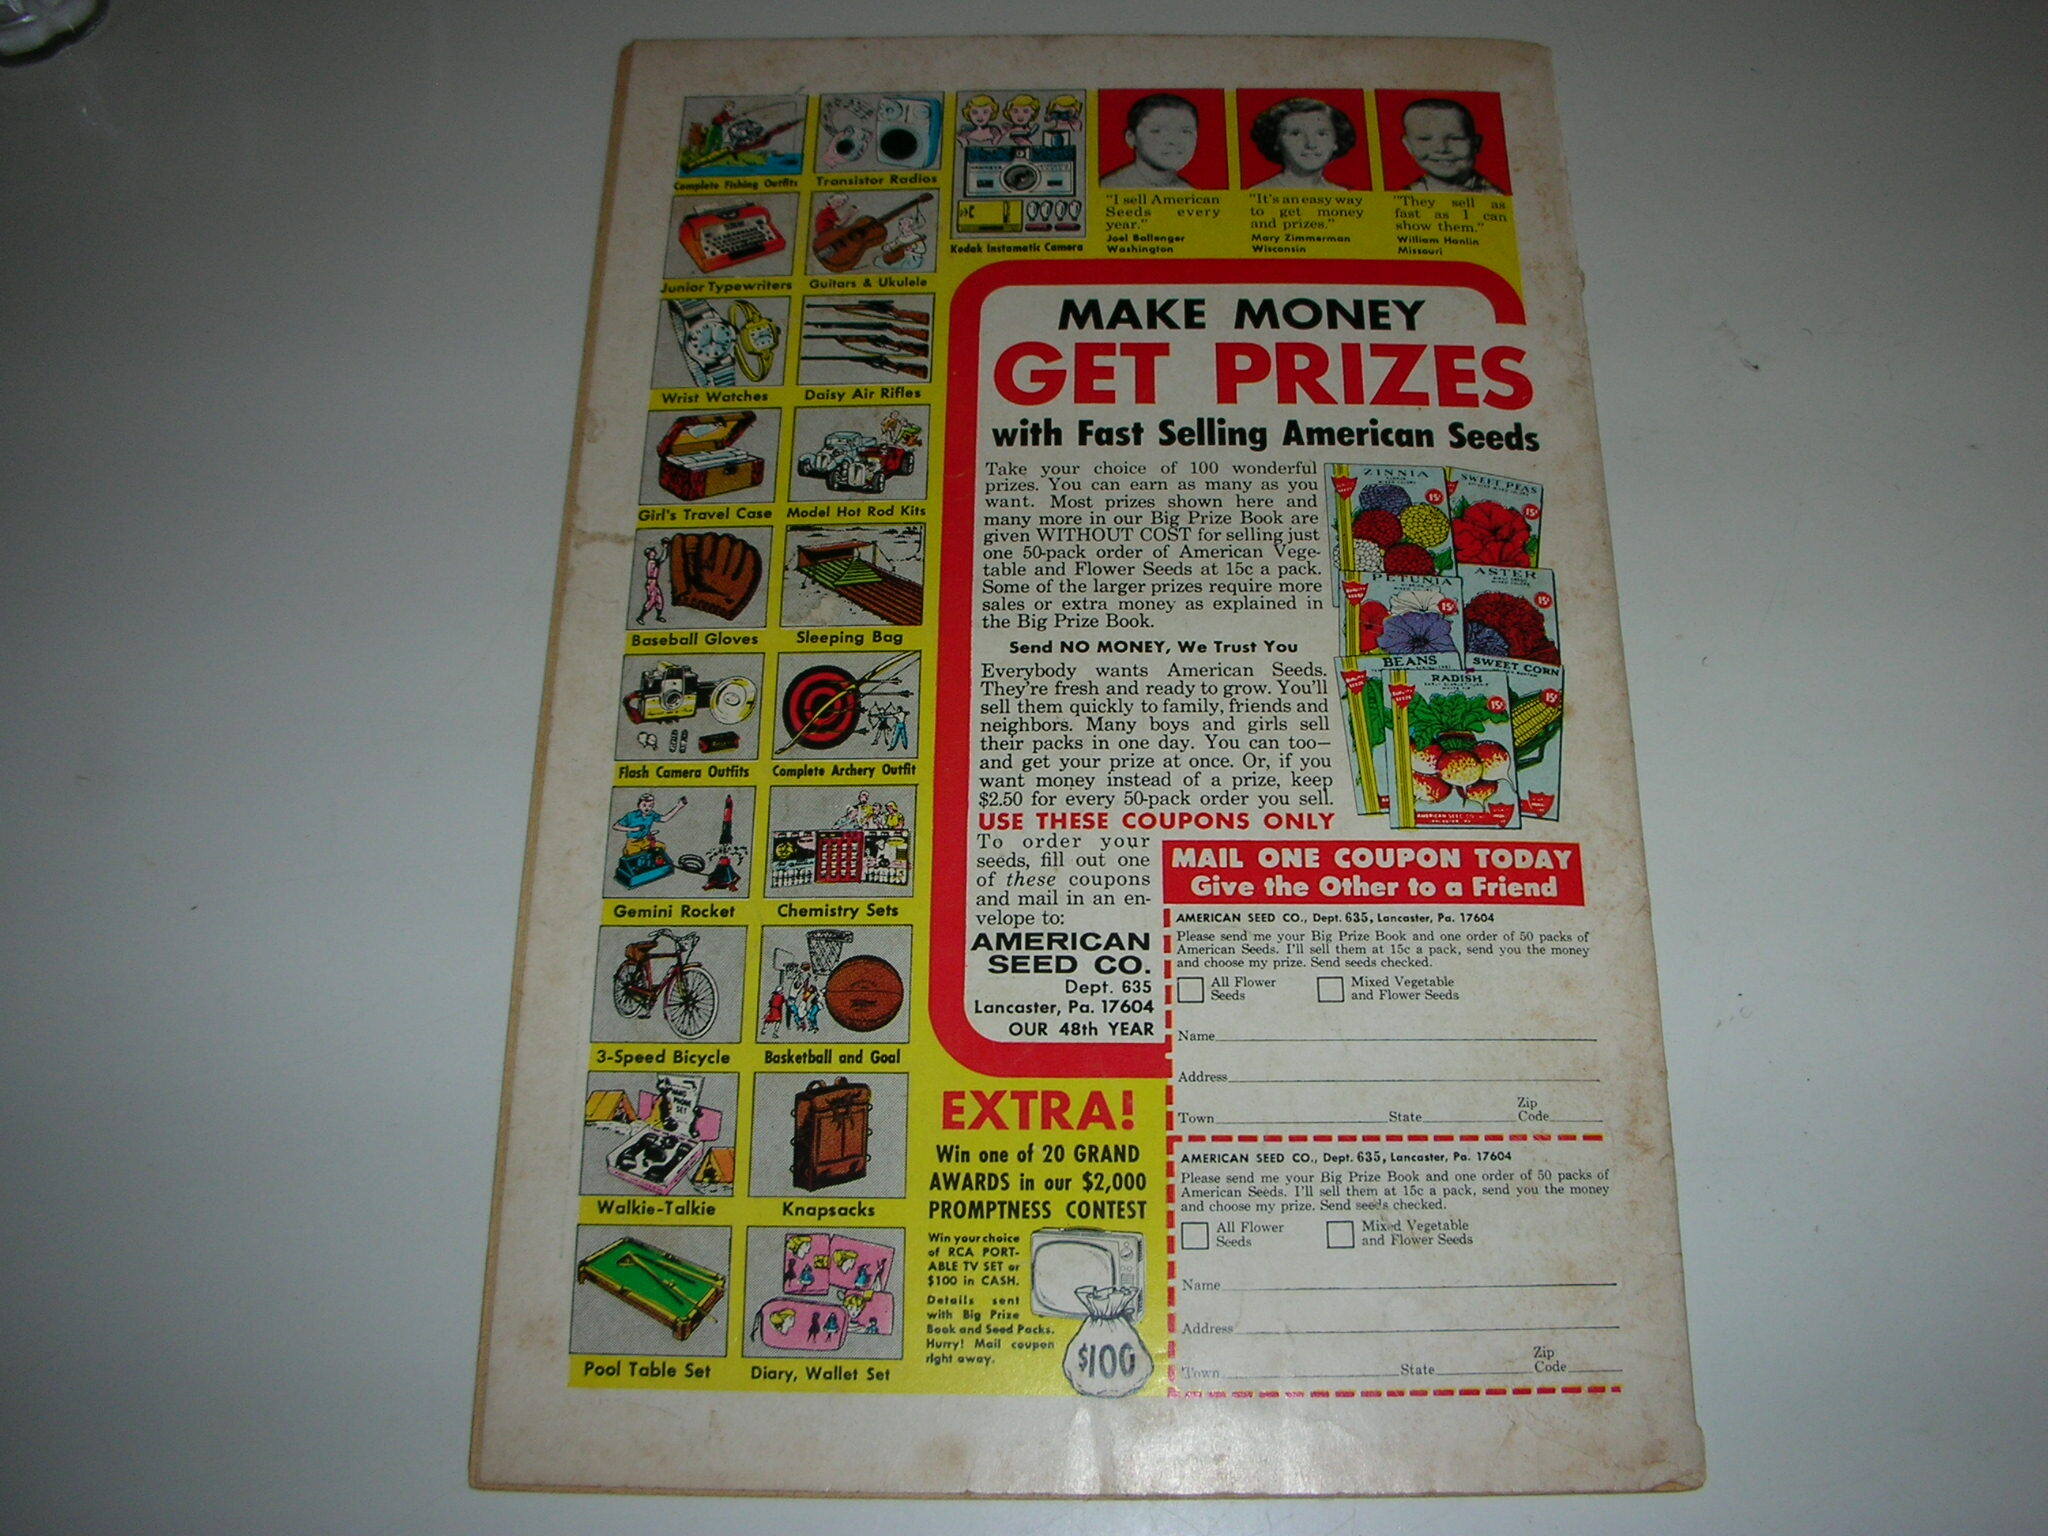 Complete Fishing Outfits
Transistor Radios
Kodak Instamatic Camera
Junior Typewriters
Guitars & Ukulele
Wrist Watches
Daisy Air Rifles
Girl's Travel Case
Model Hot Rod Kits
Baseball Gloves
Sleeping Bag
Flash Camera Outfits
Complete Archery Outfit
Gemini Rocket
Chemistry Sets
3-Speed Bicycle
Basketball and Goal
PHONE
SET
Walkie-Talkie
Knapsacks
Pool Table Set
Diary, Wallet Set
"I sell American
Seeds every
year."
Joel Ballenger
Washington
"It's an easy way
to get money
and prizes."
Mary Zimmerman
Wisconsin
"They sell as
fast as I can
show them."
William Hanlin
Missouri
MAKE MONEY
GET PRIZES
with Fast Selling American Seeds
Take your choice of 100 wonderful
prizes. You can earn as many as you
want. Most prizes shown here and
many more in our Big Prize Book are
given WITHOUT COST for selling just
one 50-pack order of American Vege-
table and Flower Seeds at 15c a pack.
Some of the larger prizes require more
sales or extra money as explained in
the Big Prize Book.
Send NO MONEY, We Trust You
Everybody wants American Seeds.
They're fresh and ready to grow. You'll
sell them quickly to family, friends and
neighbors. Many boys and girls sell
their packs in one day. You can too—
and get your prize at once. Or, if you
want money instead of a prize, keep
$2.50 for every 50-pack order you sell.
USE THESE COUPONS ONLY
To order your
seeds, fill out one
of these coupons
and mail in an en-
velope to:
AMERICAN
SEED CO.
Dept. 635
Lancaster, Pa. 17604
OUR 48th YEAR
ZINNIA
15¢
SWEET PEAS
15¢
PETUNIA
15¢
ASTER
15¢
BEANS
SWEET CORN
15¢
RADISH
15¢
AMERICAN SEED CO.
MAIL ONE COUPON TODAY
Give the Other to a Friend
AMERICAN SEED CO., Dept. 635, Lancaster, Pa. 17604
Please send me your Big Prize Book and one order of 50 packs of
American Seeds. I'll sell them at 15c a pack, send you the money
and choose my prize. Send seeds checked.
All Flower
Seeds
Mixed Vegetable
and Flower Seeds
Name
Address
Town State Zip
Code
AMERICAN SEED CO., Dept. 635, Lancaster, Pa. 17604
Please send me your Big Prize Book and one order of 50 packs of
American Seeds. I'll sell them at 15c a pack, send you the money
and choose my prize. Send seeds checked.
All Flower
Seeds
Mixed Vegetable
and Flower Seeds
Name
Address
Town State Zip
Code
EXTRA!
Win one of 20 GRAND
AWARDS in our $2,000
PROMPTNESS CONTEST
Win your choice
of RCA PORT-
ABLE TV SET or
$100 in CASH.
Details sent
with Big Prize
Book and Seed Packs.
Hurry! Mail coupon
right away.
$100